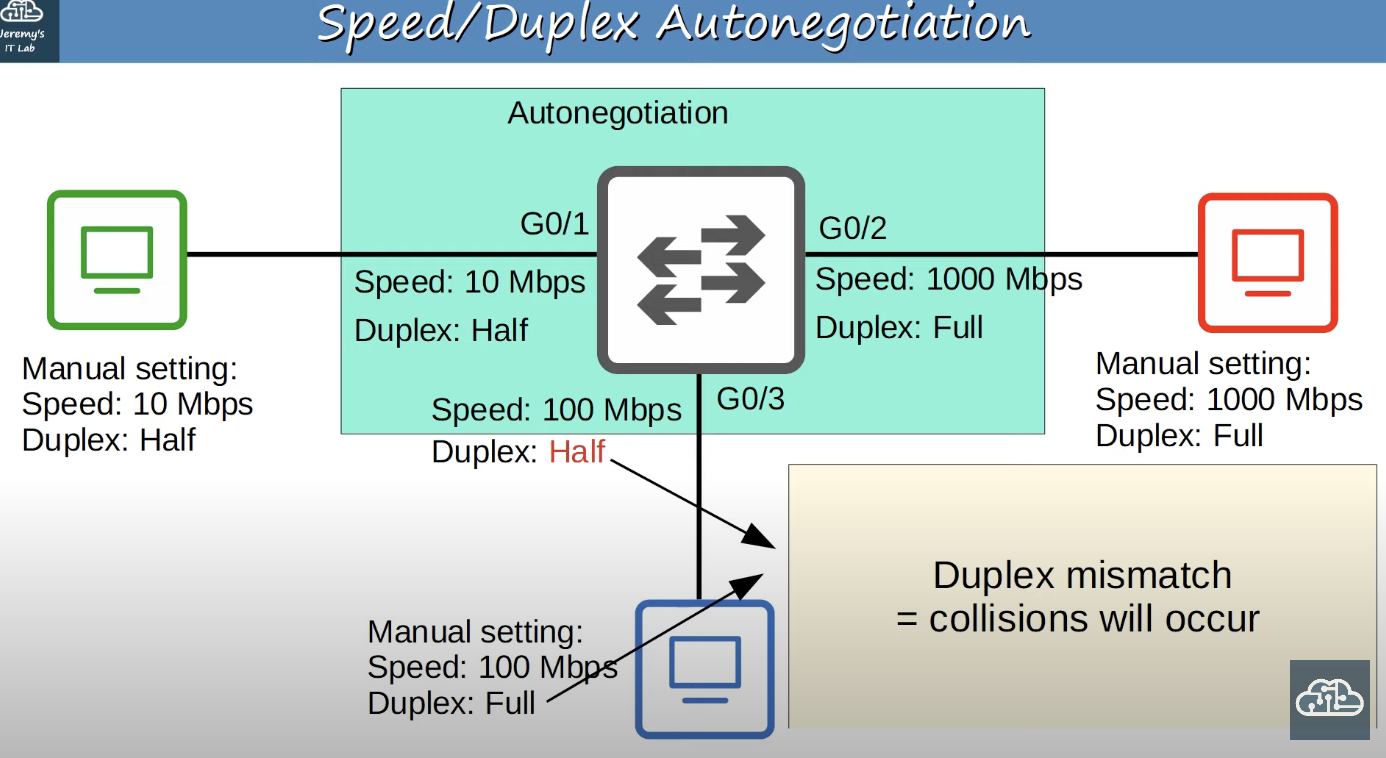 Jeremy's
IT Lab
Speed/Duplex Autonegotiation
Autonegotiation
G0/1
G0/2
Speed: 10 Mbps
Duplex: Half
Speed: 1000 Mbps
Duplex: Full
Manual setting:
Speed: 10 Mbps
Duplex: Half
Manual setting:
Speed: 1000 Mbps
Duplex: Full
G0/3
Speed: 100 Mbps
Duplex: Half
Manual setting:
Speed: 100 Mbps
Duplex: Full
Duplex mismatch
= collisions will occur